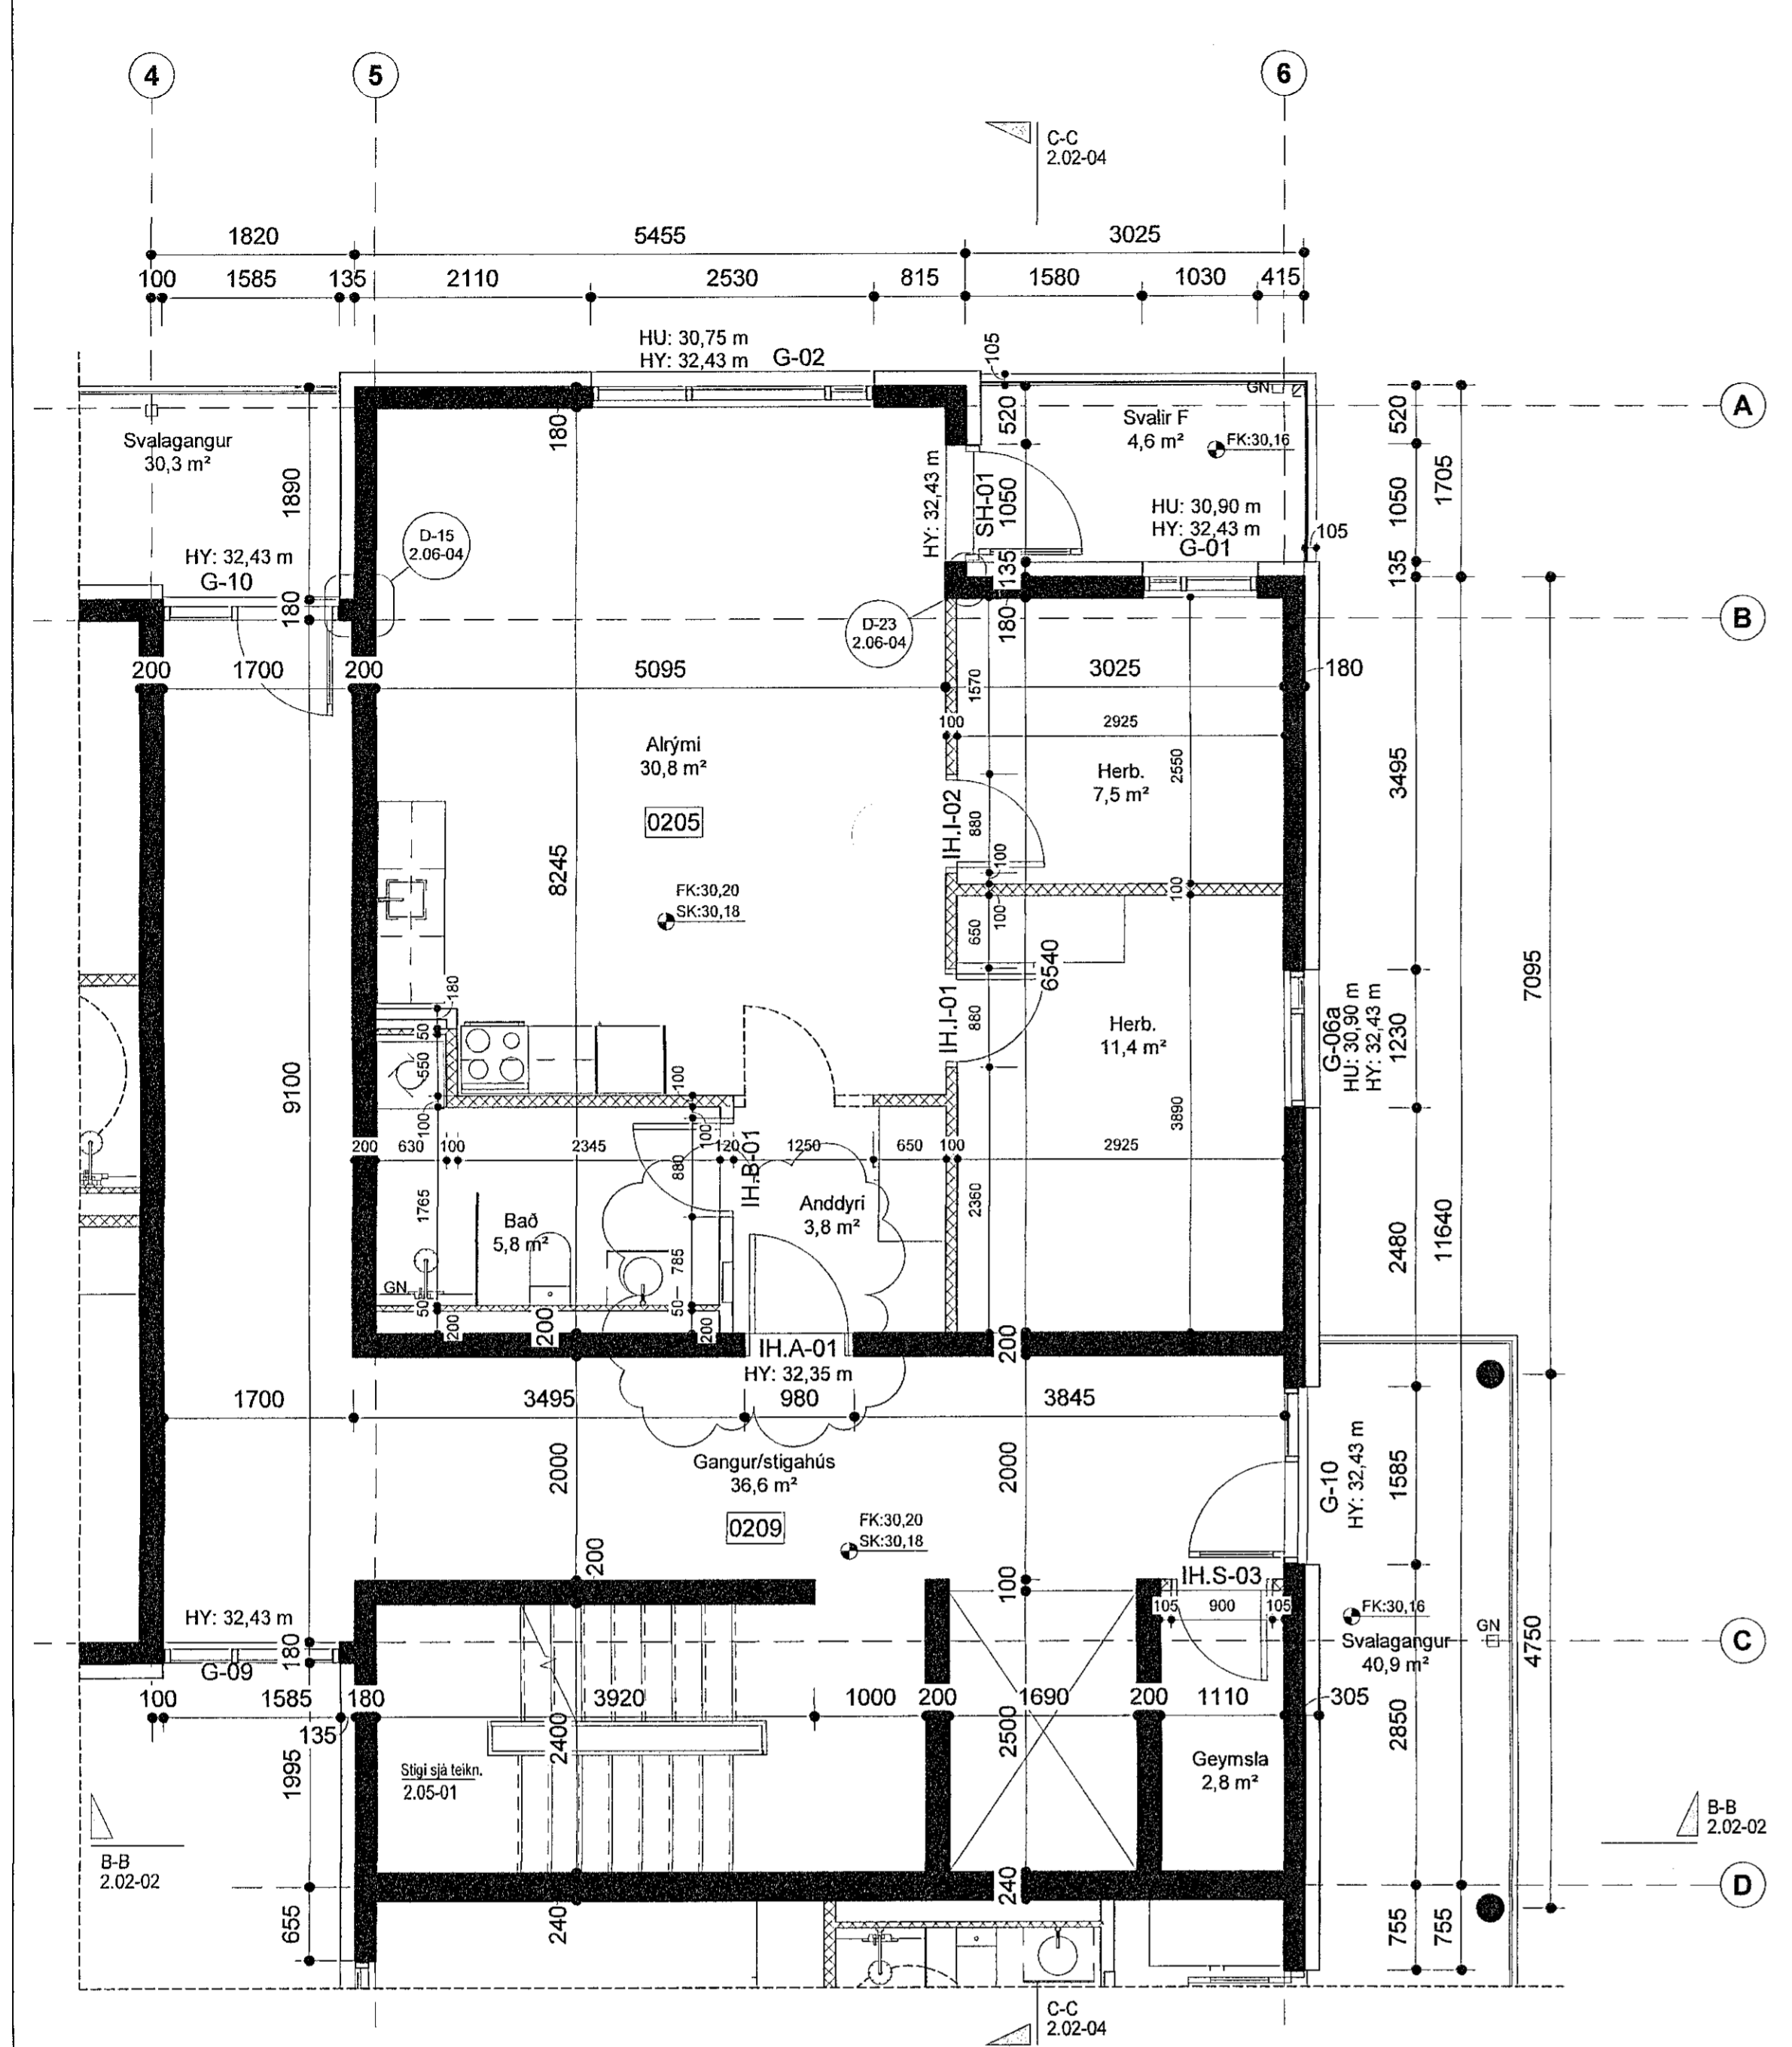 4
5
6
C-C
2.02-04
1820
5455
3025
100
1585
135
2110
2530
815
1580
1030
415
HU: 30,75 m
HY: 32,43 m
G-02
105
GN
A
Svalagangur
30,3 m²
180
520
Svalir F
4,6 m²
FK:30,16
520
1705
1890
HY: 32,43 m
SH-01
1050
HU: 30,90 m
HY: 32,43 m
G-01
105
1050
D-15
2.06-04
HY: 32,43 m
G-10
135
135
180
180
D-23
2.06-04
B
200
1700
200
5095
1570
3025
180
100
2925
Alrými
30,8 m²
2550
Herb.
7,5 m²
3495
0205
IH.I-02
880
8245
100
FK:30,20
SK:30,18
100
100
650
6540
7095
180
IH.I-01
880
Herb.
11,4 m²
G-06a
HU: 30,90 m
HY: 32,43 m
1230
50
550
9100
100
100
100
3890
200
630
100
2345
120
1250
650
100
2925
880
IH.B-01
1765
Bað
5,8 m²
Anddyri
3,8 m²
2360
2480
11640
785
GN
50
50
200
200
200
200
IH.A-01
HY: 32,35 m
1700
3495
980
3845
2000
Gangur/stigahús
36,6 m²
2000
G-10
HY: 32,43 m
1585
0209
FK:30,20
SK:30,18
200
100
IH.S-03
HY: 32,43 m
105
900
105
FK:30,16
GN
180
G-09
Svalagangur
40,9 m²
C
4750
100
1585
180
3920
1000
200
1690
200
1110
305
135
2400
2500
2850
1995
Stigi sjá teikn.
2.05-01
Geymsla
2,8 m²
B-B
2.02-02
B-B
2.02-02
240
D
655
240
755
755
C-C
2.02-04